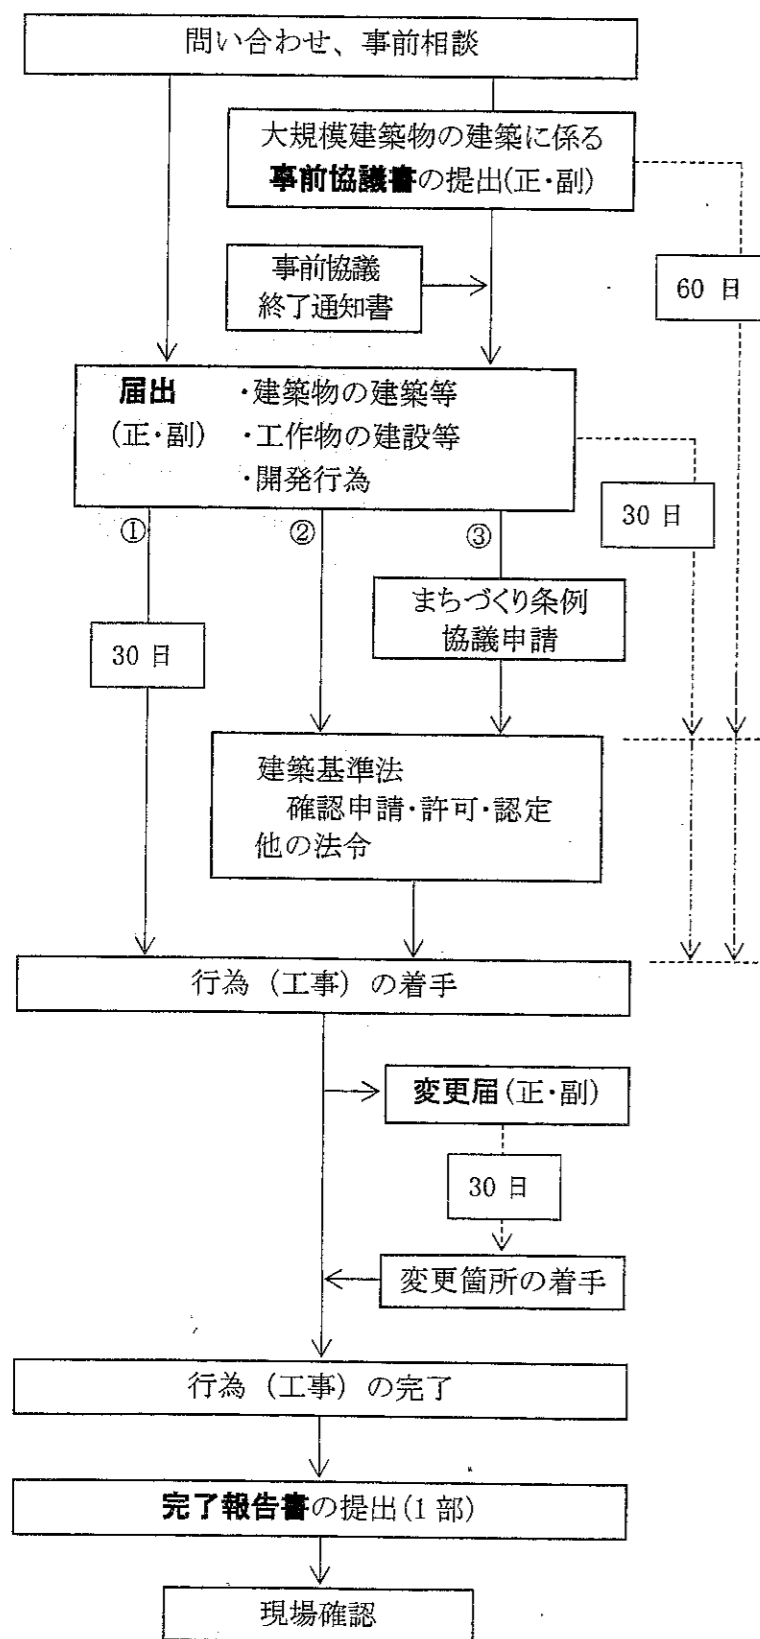 問い合わせ、事前相談
大規模建築物の建築に係る
事前協議書の提出(正・副)
事前協議
終了通知書
60 日
届出 ・建築物の建築等
(正・副) ・工作物の建設等
・開発行為
30 日
① ② ③
まちづくり条例
協議申請
30 日
建築基準法
確認申請・許可・認定
他の法令
行為（工事）の着手
変更届(正・副)
30 日
変更箇所の着手
行為（工事）の完了
完了報告書の提出(1 部)
現場確認